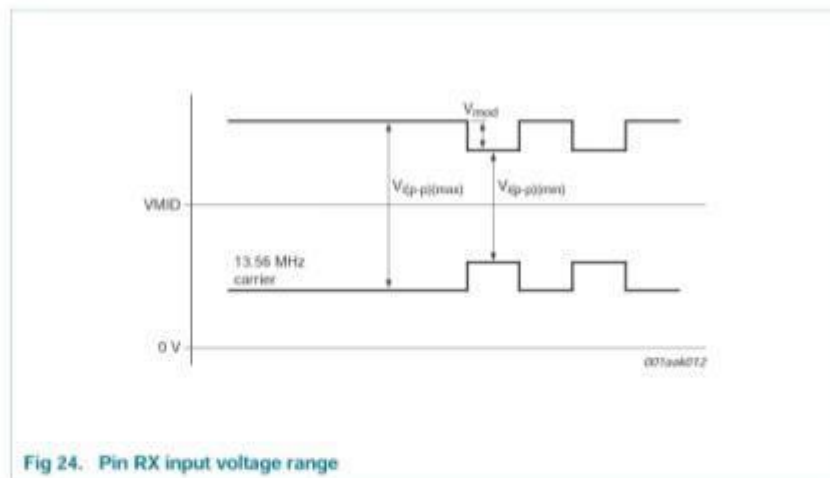 Vmod
Vi(p-p)(max)
Vi(p-p)(min)
VMID
13.56 MHz
carrier
0 V
001aak012
Fig 24. Pin RX input voltage range